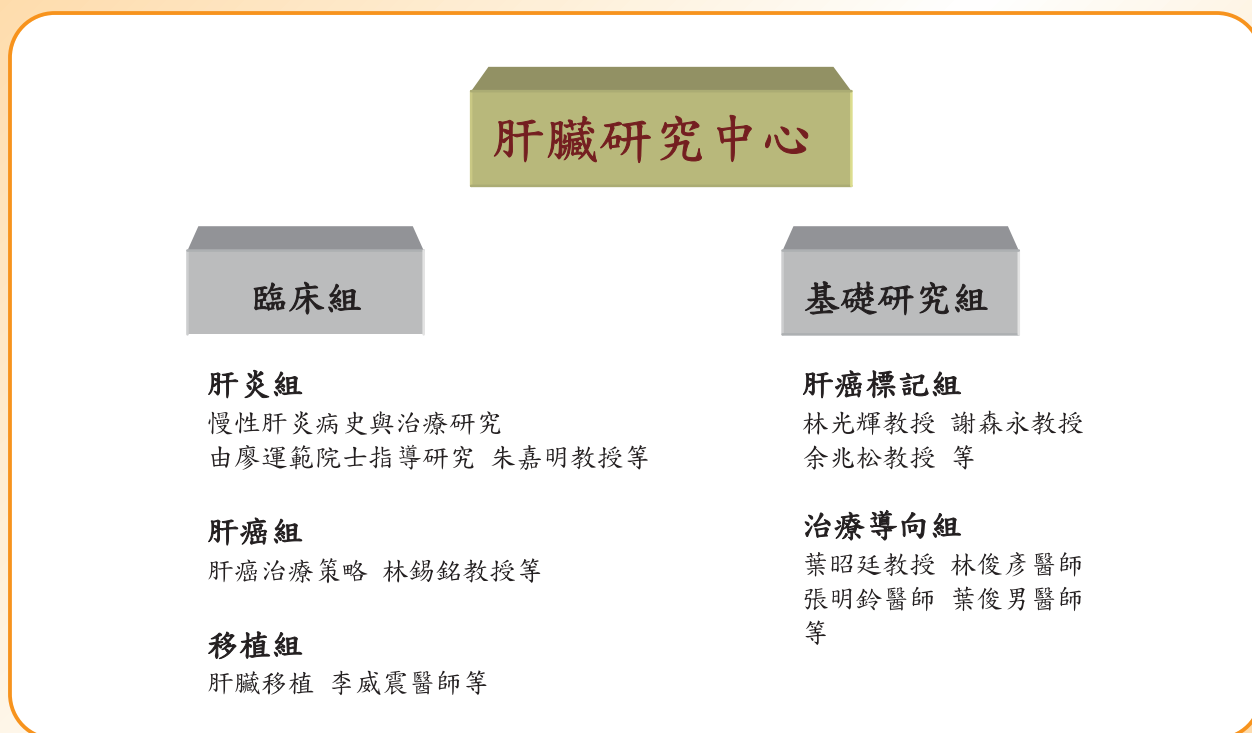 肝臟研究中心
臨床組
肝炎組
慢性肝炎病史與治療研究
由廖運範院士指導研究 朱嘉明教授等
肝癌組
肝癌治療策略 林錫銘教授等
移植組
肝臟移植 李威震醫師等
基礎研究組
肝癌標記組
林光輝教授 謝森永教授
余兆松教授 等
治療導向組
葉昭廷教授 林俊彥醫師
張明鈴醫師 葉俊男醫師
等